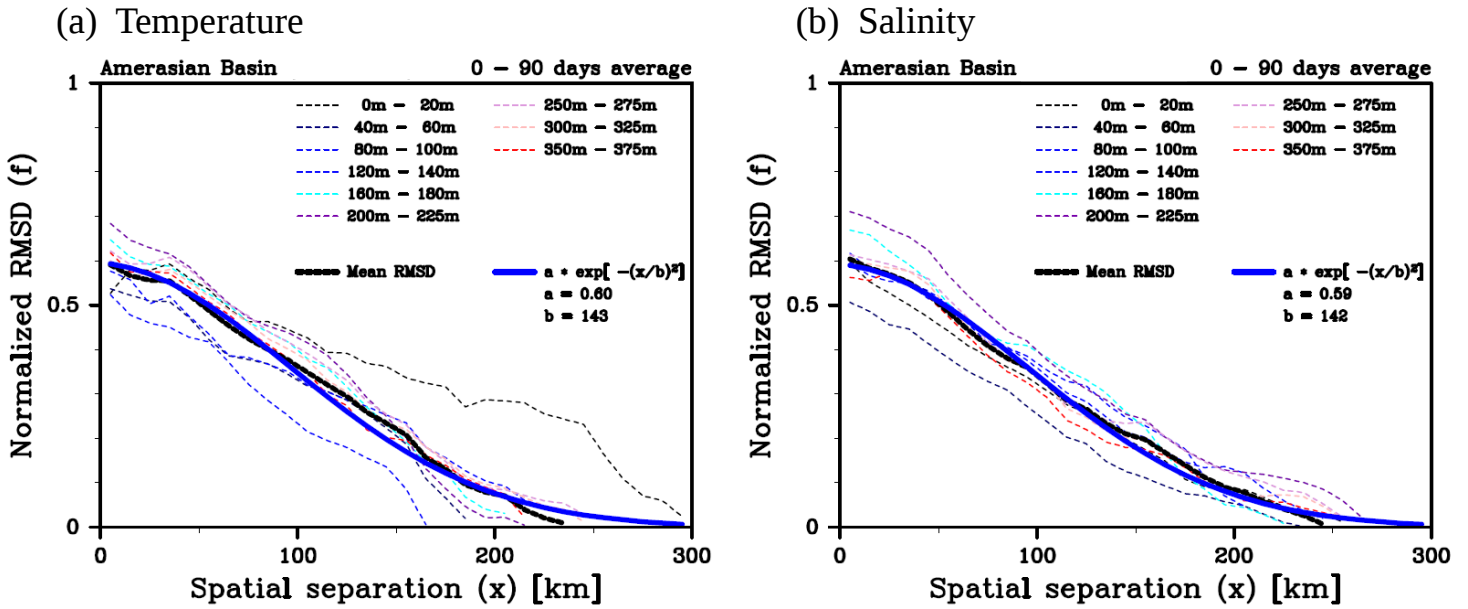 (a) Temperature
Amerasian Basin 0 – 90 days average
1
0m – 20m 250m – 275m
40m – 60m 300m – 325m
80m – 100m 350m – 375m
120m – 140m
160m – 180m
200m – 225m
Mean RMSD a * exp[ –(x/b)²]
a = 0.60
b = 143
0.5
0
Normalized RMSD (f)
0 100 200 300
Spatial separation (x) [km]
(b) Salinity
Amerasian Basin 0 – 90 days average
1
0m – 20m 250m – 275m
40m – 60m 300m – 325m
80m – 100m 350m – 375m
120m – 140m
160m – 180m
200m – 225m
Mean RMSD a * exp[ –(x/b)²]
a = 0.59
b = 142
0.5
0
Normalized RMSD (f)
0 100 200 300
Spatial separation (x) [km]